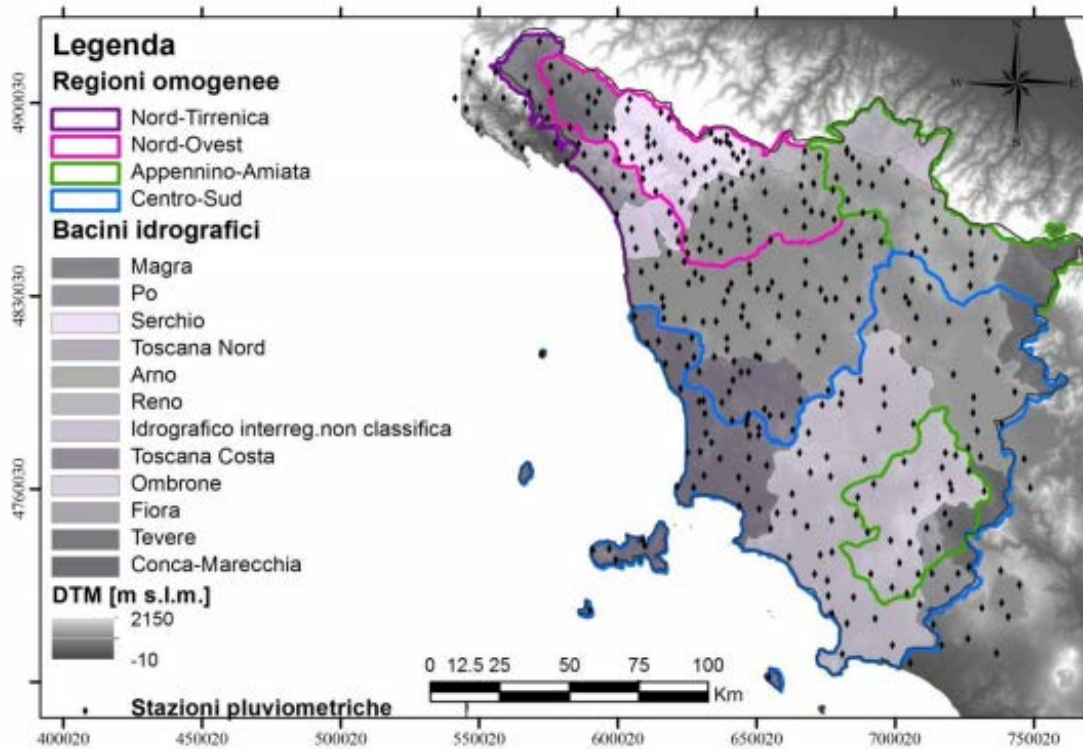 Legenda
Regioni omogenee
Nord-Tirrenica
Nord-Ovest
Appennino-Amiata
Centro-Sud
Bacini idrografici
Magra
Po
Serchio
Toscana Nord
Arno
Reno
Idrografico interreg.non classifica
Toscana Costa
Ombrone
Fiora
Tevere
Conca-Marecchia
DTM [m s.l.m.]
2150
-10
Stazioni pluviometriche
N
W E
S
0 12.5 25 50 75 100
Km
4900030
4830030
4760030
400020 450020 500020 550020 600020 650020 700020 750020